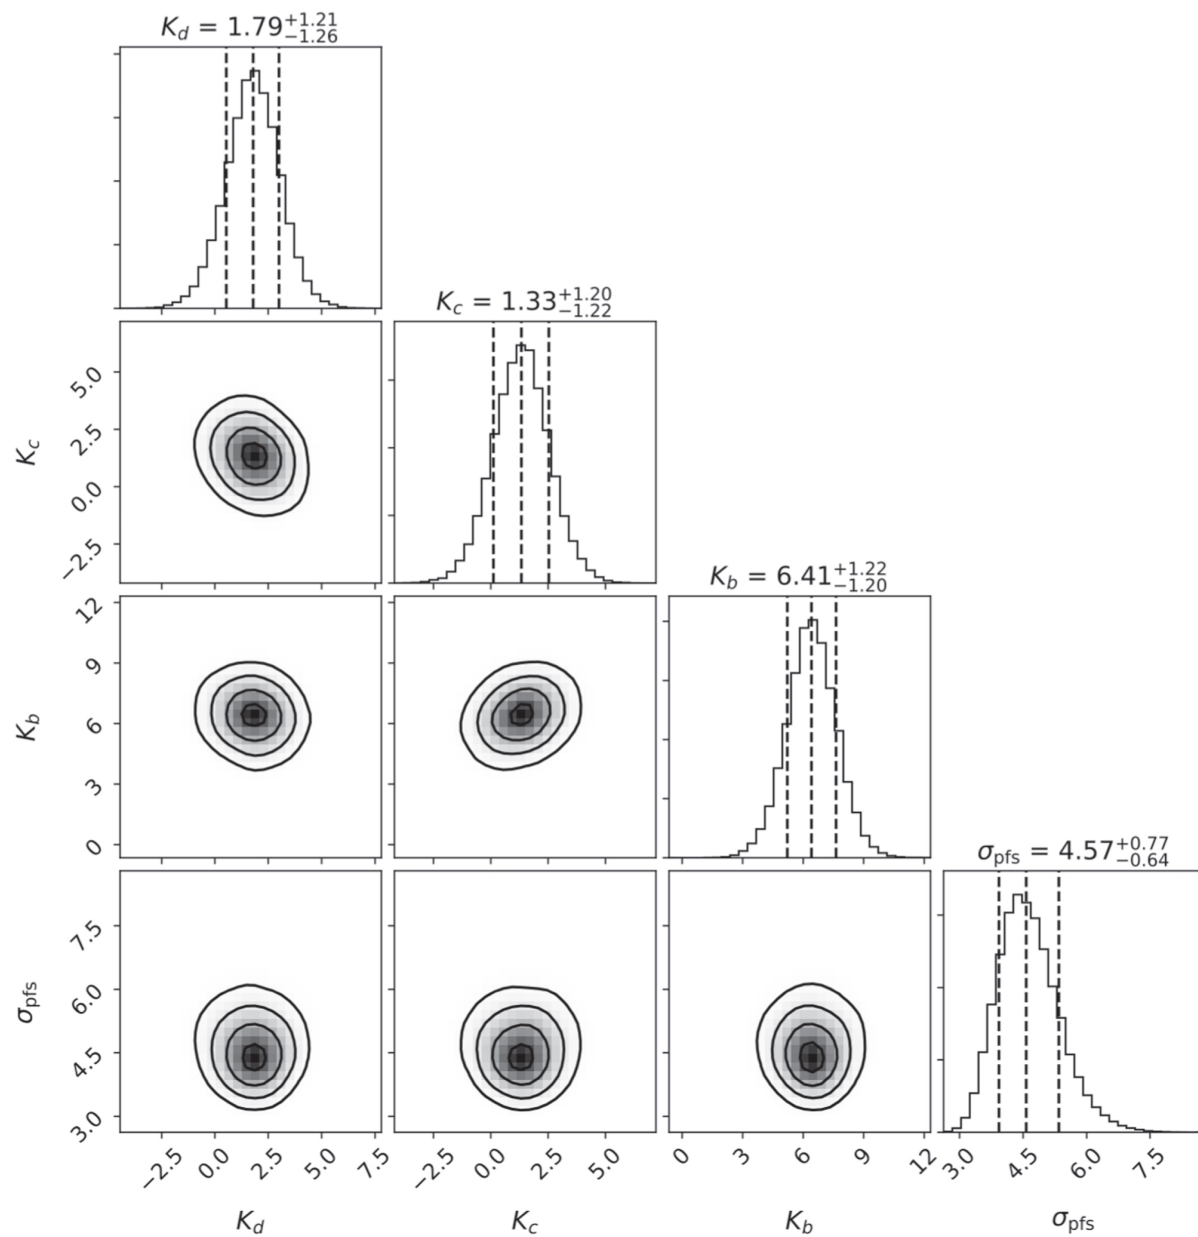 K_d = 1.79^{+1.21}_{-1.26}
K_c = 1.33^{+1.20}_{-1.22}
5.0
2.5
0.0
−2.5
K_c
K_b = 6.41^{+1.22}_{-1.20}
12
9
6
3
0
K_b
σ_pfs = 4.57^{+0.77}_{-0.64}
7.5
6.0
4.5
3.0
σ_pfs
−2.5 0.0 2.5 5.0 7.5 −2.5 0.0 2.5 5.0 0 3 6 9 12 3.0 4.5 6.0 7.5
K_d K_c K_b σ_pfs